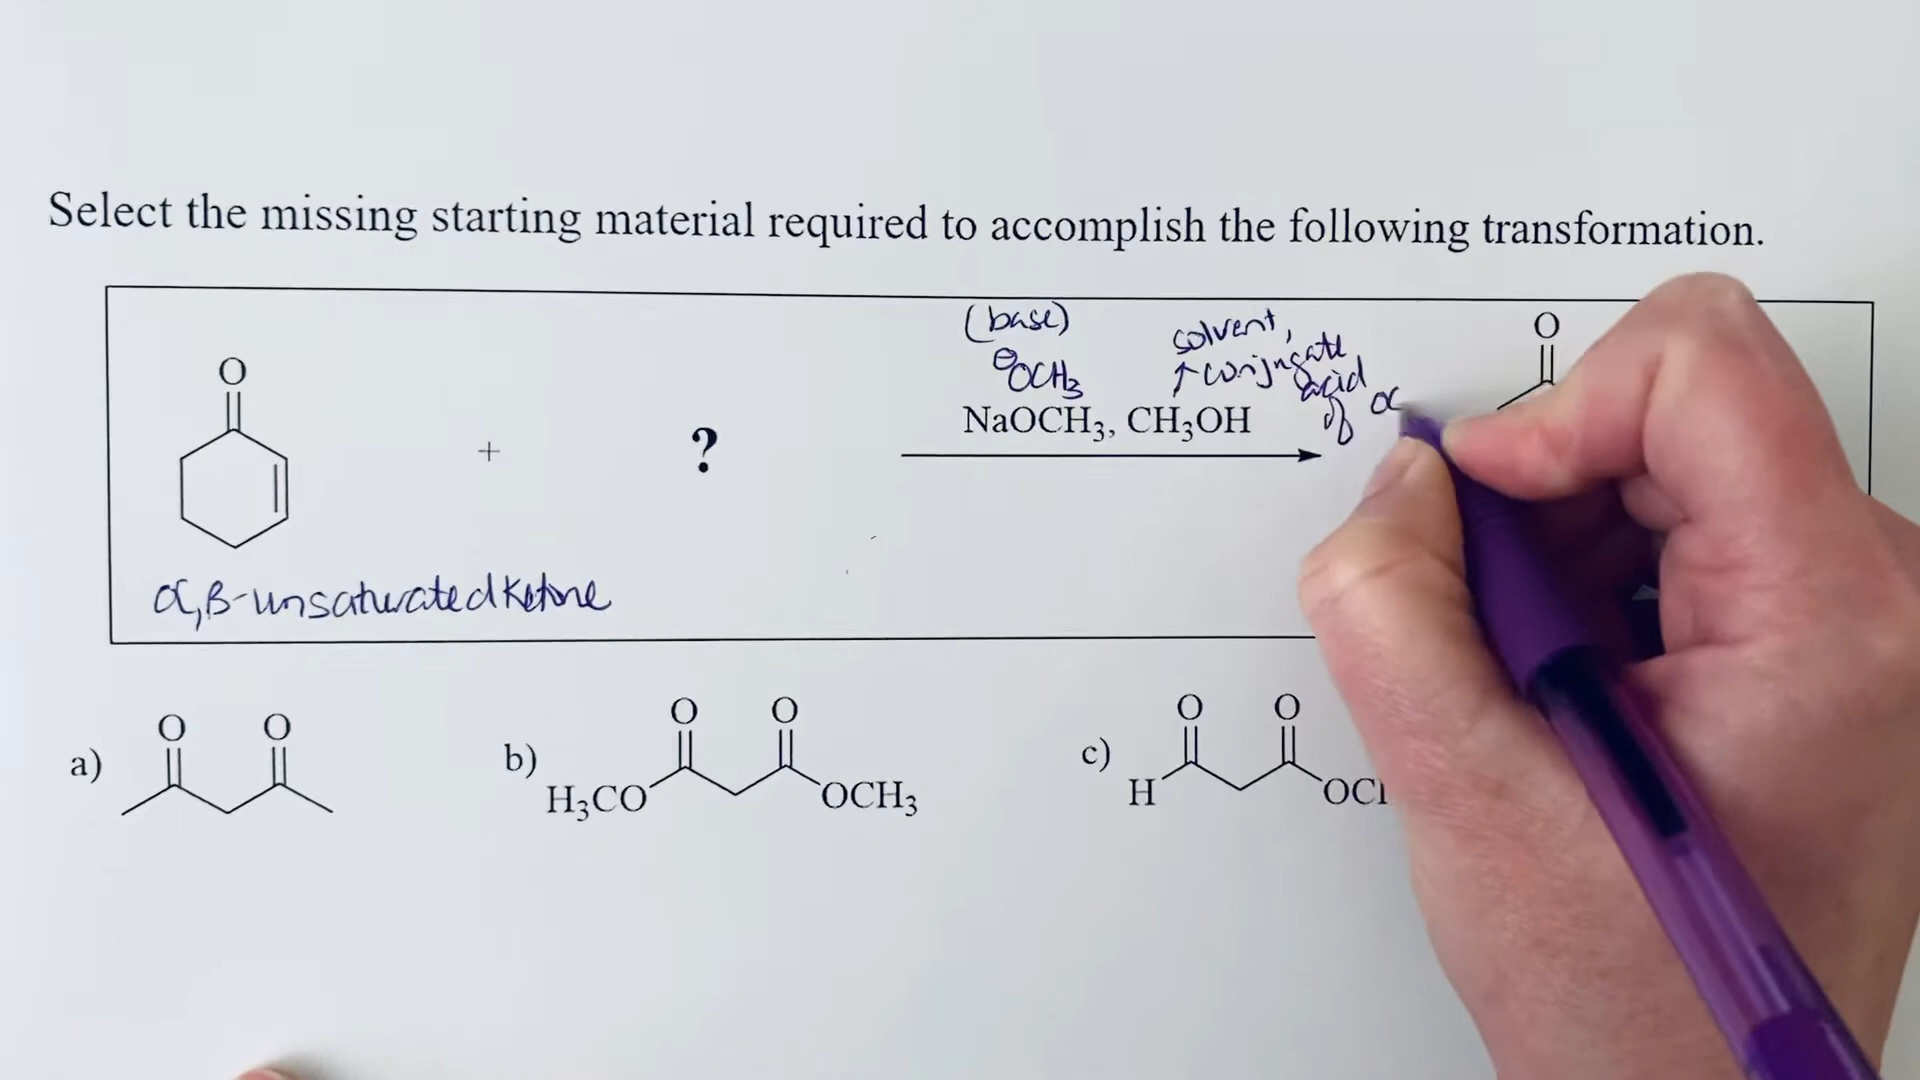 Select the missing starting material required to accomplish the following transformation.
(base)
solvent,
⊖OCH₃
↑ conjugate
acid
of
NaOCH₃, CH₃OH
O
+
?
O
α,β-unsaturated ketone
a)
O
O
b)
O
O
H₃CO
OCH₃
c)
O
O
H